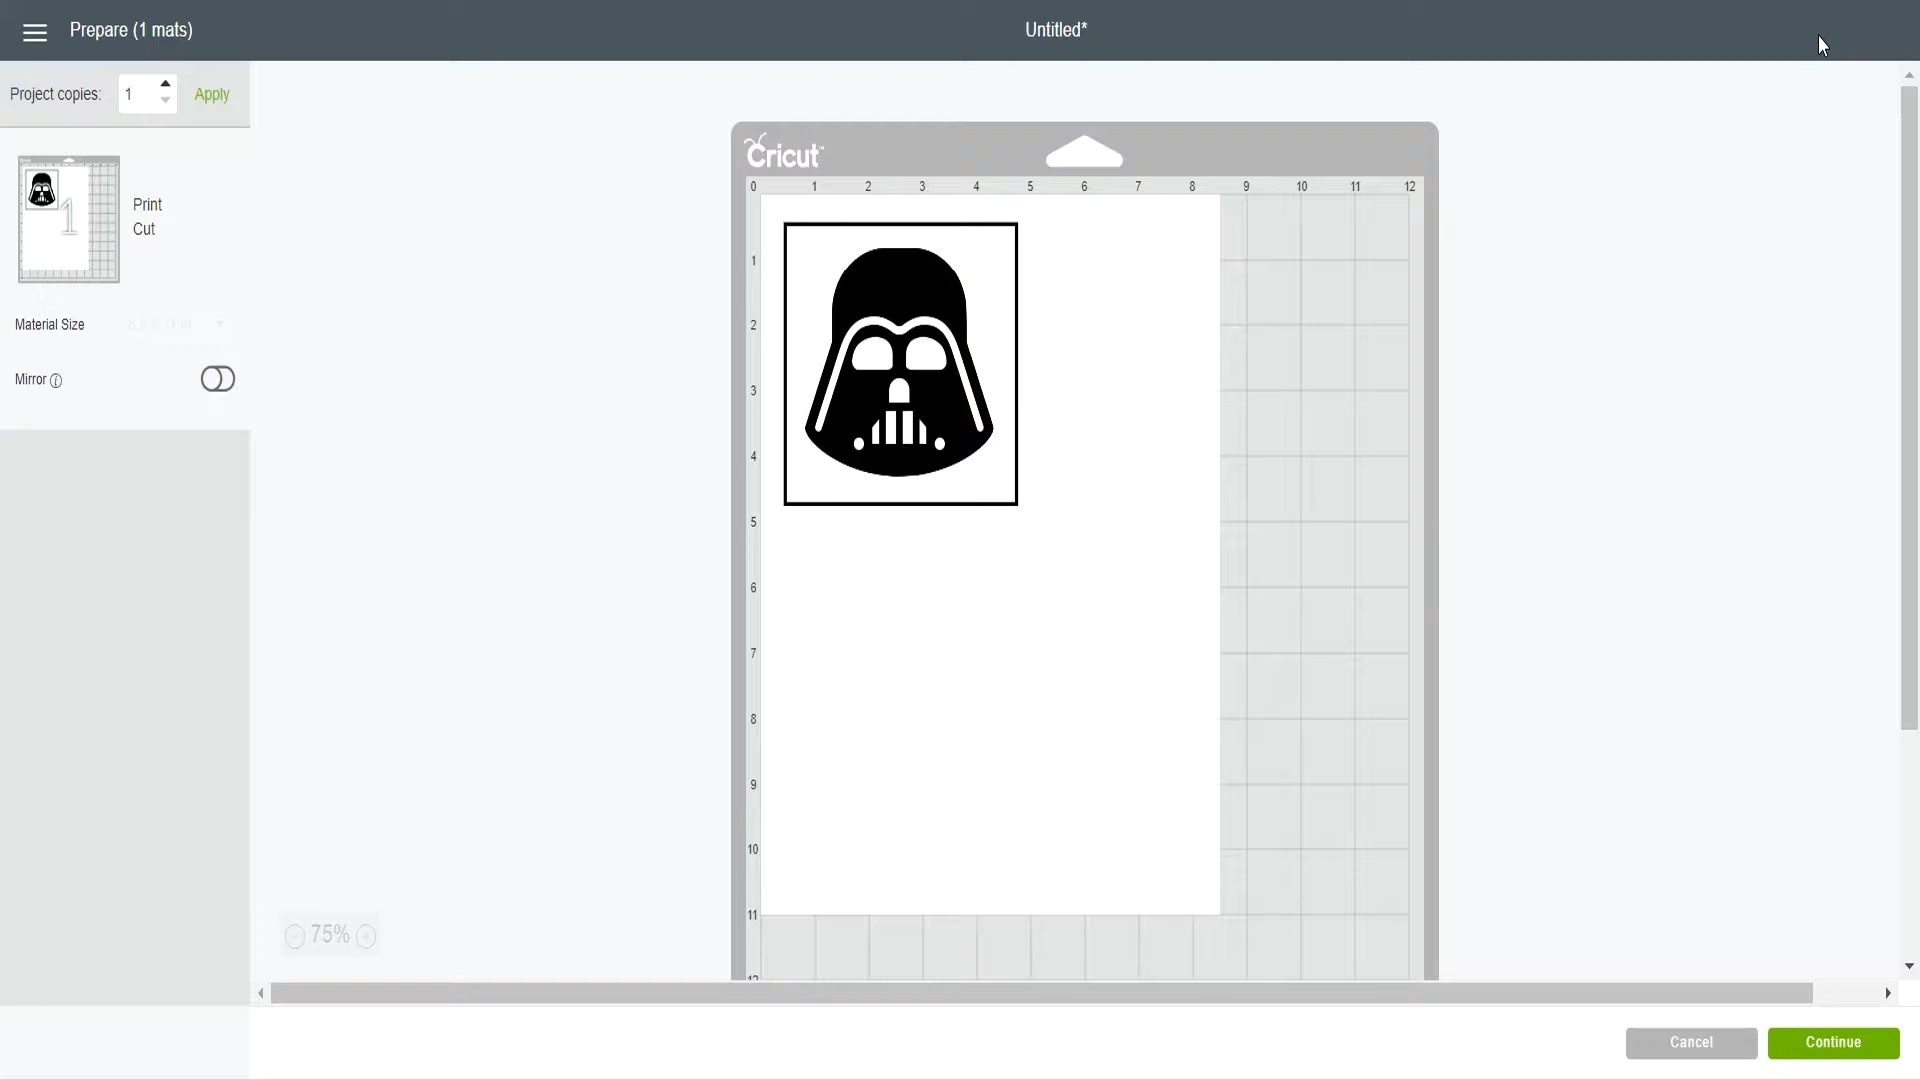 Prepare (1 mats)
Untitled*
Project copies: 1 Apply
Print
Cut
1
Material Size
Mirror
Cricut™
0 1 2 3 4 5 6 7 8 9 10 11 12
1
2
3
4
5
6
7
8
9
10
11
75%
Cancel Continue